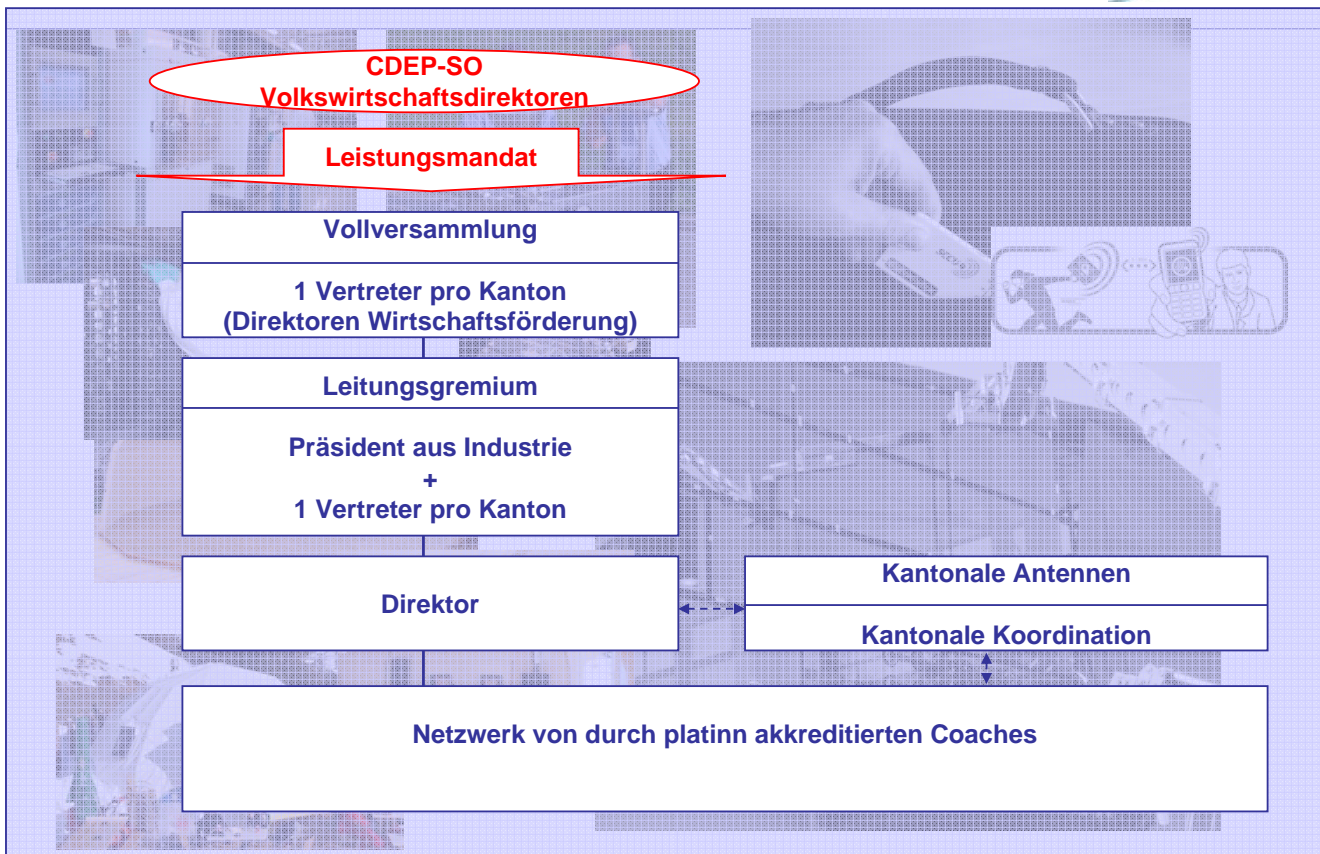 CDEP-SO
Volkswirtschaftsdirektoren
Leistungsmandat
Vollversammlung
1 Vertreter pro Kanton
(Direktoren Wirtschaftsförderung)
Leitungsgremium
Präsident aus Industrie
+
1 Vertreter pro Kanton
Direktor
Kantonale Antennen
Kantonale Koordination
Netzwerk von durch platinn akkreditierten Coaches